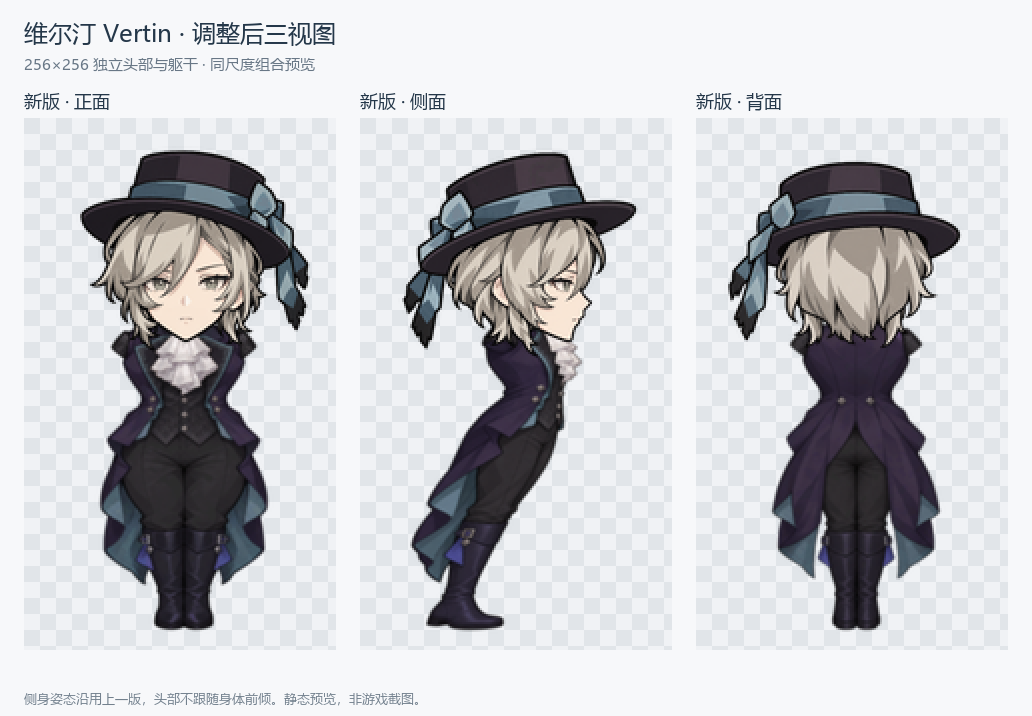 维尔汀 Vertin · 调整后三视图
256×256 独立头部与躯干 · 同尺度组合预览
新版 · 正面
新版 · 侧面
新版 · 背面
侧身姿态沿用上一版，头部不跟随身体前倾。静态预览，非游戏截图。